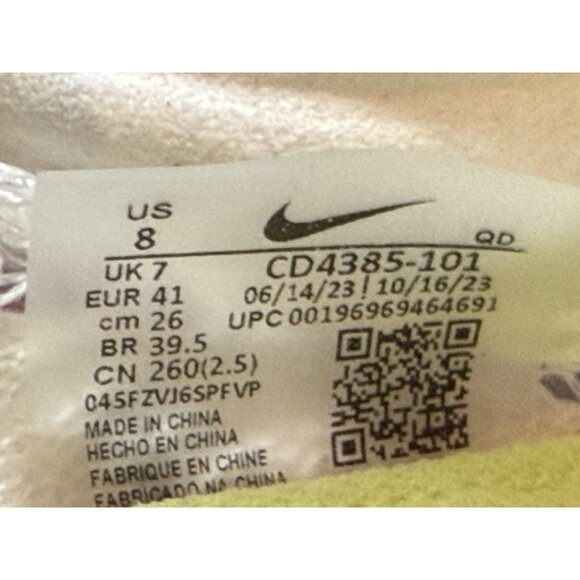 US
8
QD
UK 7
CD4385-101
EUR 41
06/14/23 | 10/16/23
cm 26
UPC 00196969464691
BR 39.5
CN 260(2.5)
045FZVJ6SPFVP
MADE IN CHINA
HECHO EN CHINA
FABRIQUE EN CHINE
FABRICADO NA CHINA